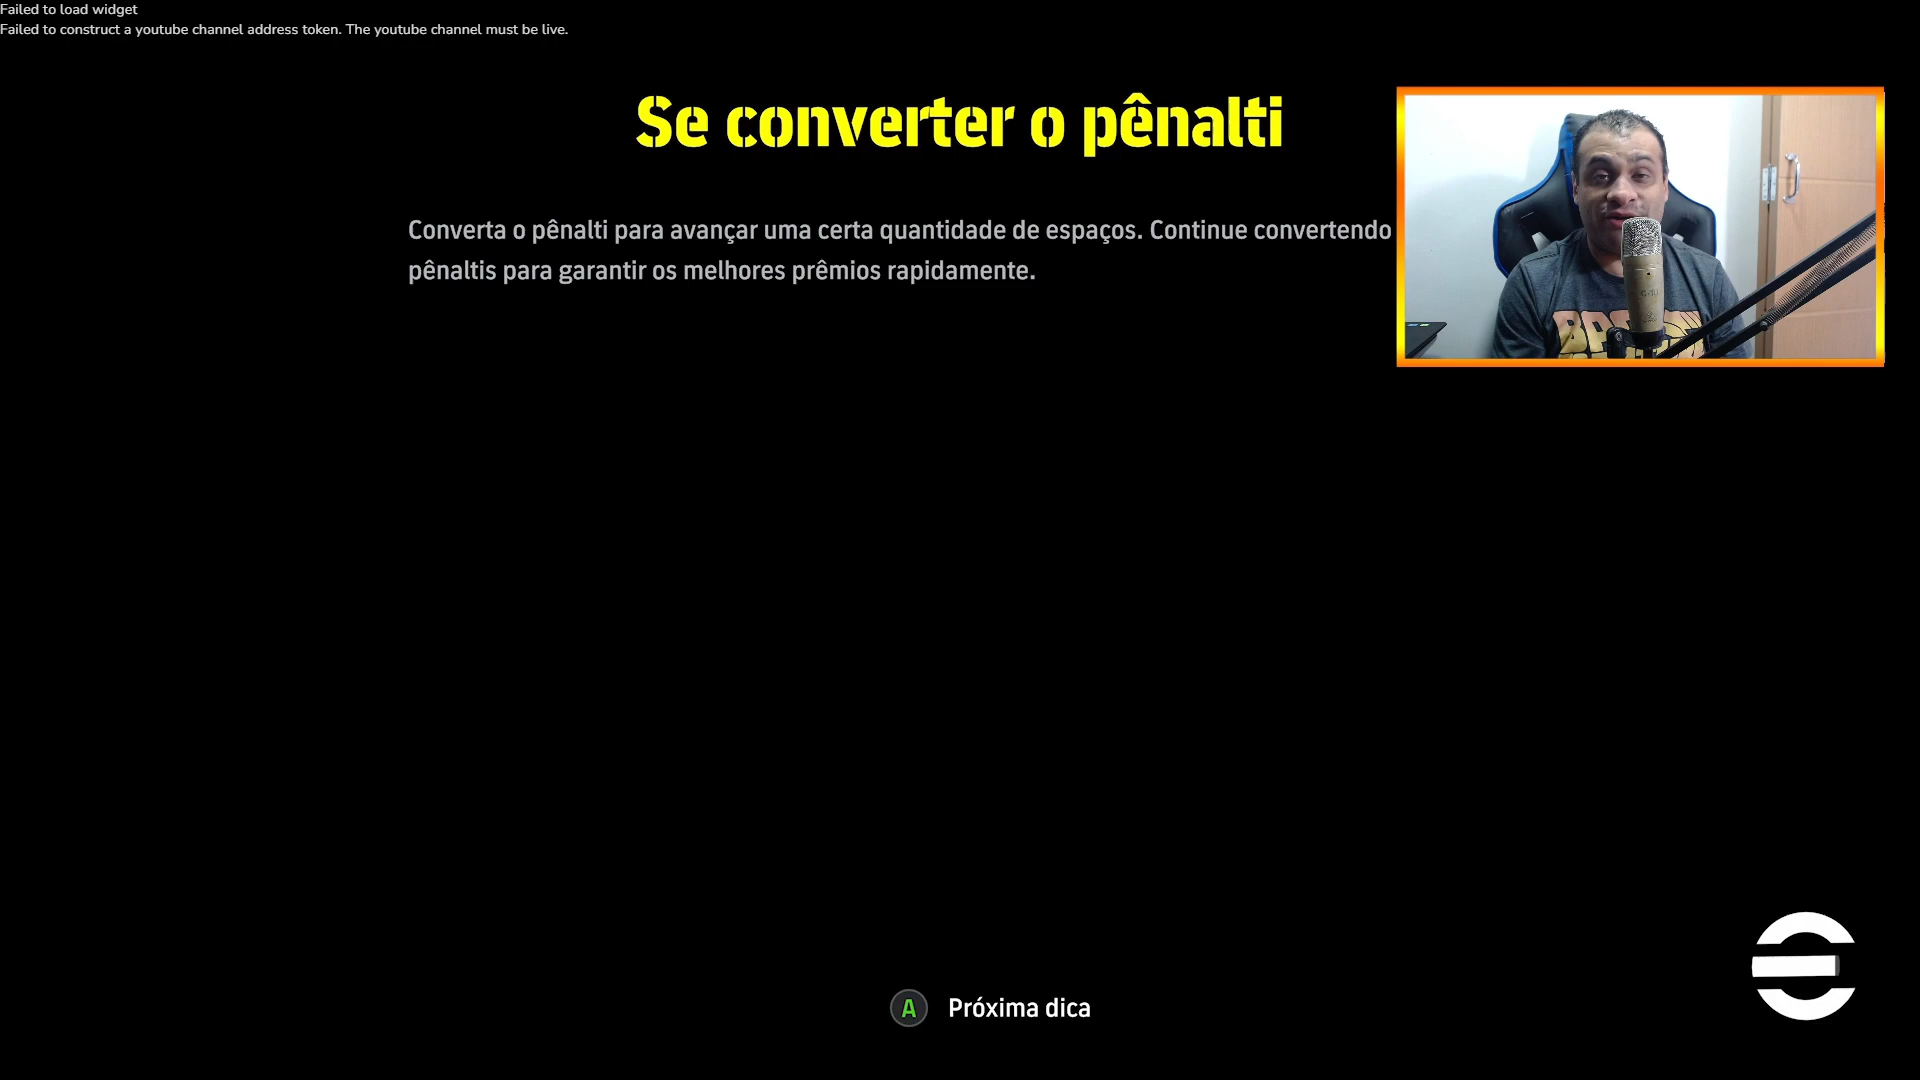 Failed to load widget
Failed to construct a youtube channel address token. The youtube channel must be live.
Se converter o pênalti
Converta o pênalti para avançar uma certa quantidade de espaços. Continue convertendo
pênaltis para garantir os melhores prêmios rapidamente.
A Próxima dica